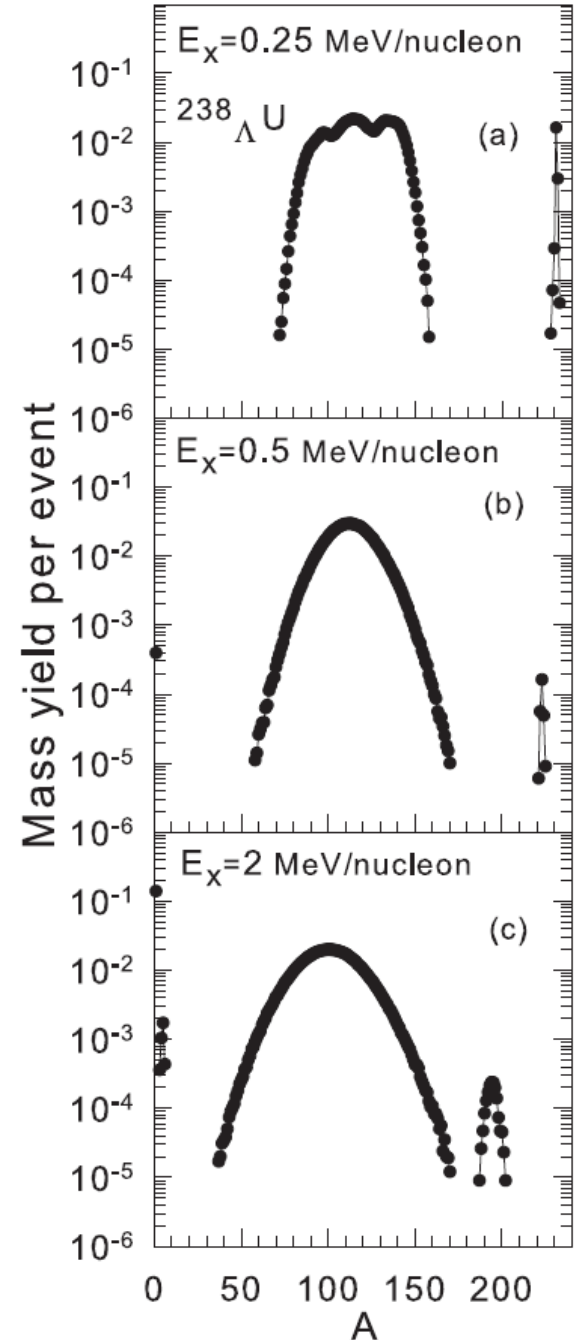 E_x=0.25 MeV/nucleon
10^-1
^238_Λ U
10^-2
(a)
10^-3
10^-4
10^-5
10^-6
E_x=0.5 MeV/nucleon
10^-1
(b)
10^-2
10^-3
10^-4
10^-5
10^-6
E_x=2 MeV/nucleon
10^-1
(c)
10^-2
10^-3
10^-4
10^-5
10^-6
0 50 100 150 200
A
Mass yield per event